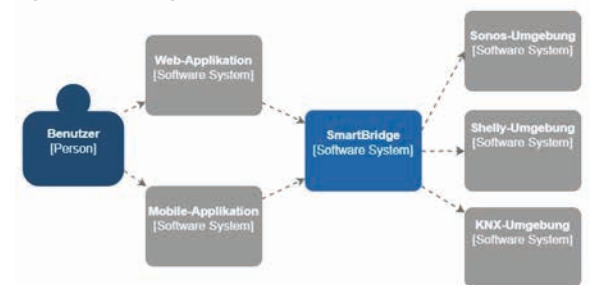 Benutzer
[Person]
Web-Applikation
[Software System]
Mobile-Applikation
[Software System]
SmartBridge
[Software System]
Sonos-Umgebung
[Software System]
Shelly-Umgebung
[Software System]
KNX-Umgebung
[Software System]